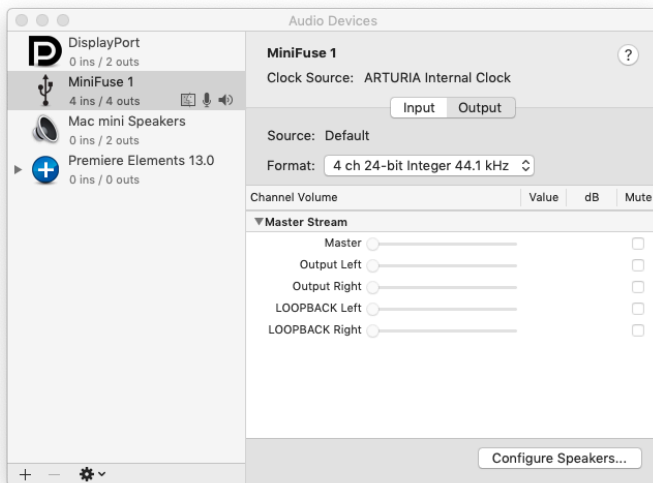 Audio Devices
DisplayPort
0 ins / 2 outs
MiniFuse 1
4 ins / 4 outs
Mac mini Speakers
0 ins / 2 outs
Premiere Elements 13.0
0 ins / 0 outs
MiniFuse 1
?
Clock Source: ARTURIA Internal Clock
Input Output
Source: Default
Format: 4 ch 24-bit Integer 44.1 kHz
Channel Volume Value dB Mute
Master Stream
Master
Output Left
Output Right
LOOPBACK Left
LOOPBACK Right
Configure Speakers...